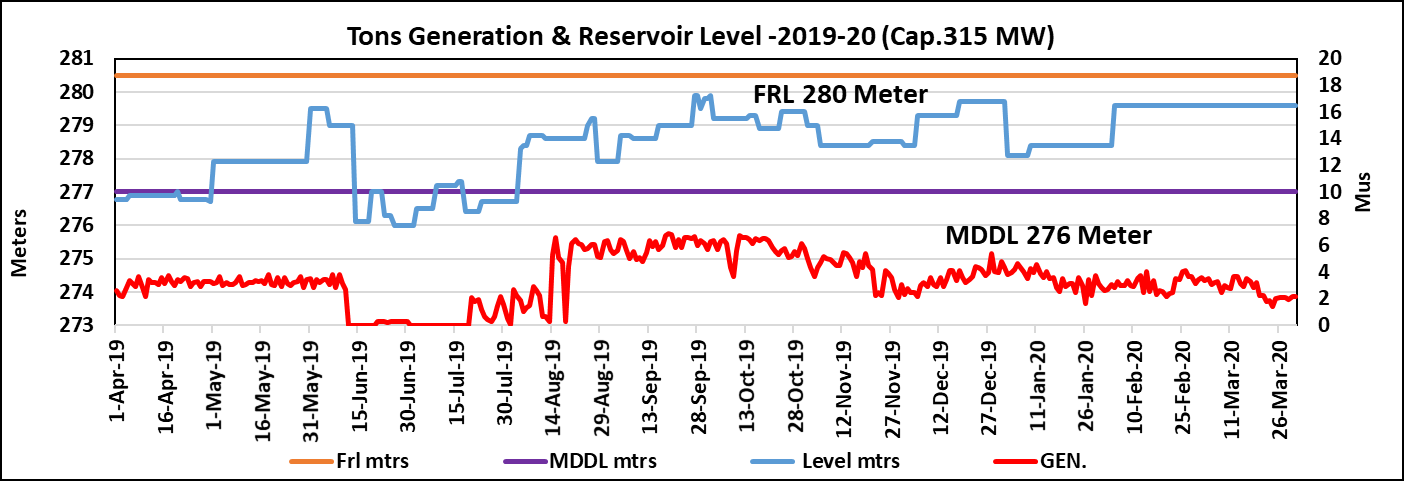 Tons Generation & Reservoir Level -2019-20 (Cap.315 MW)
281
280
279
278
277
276
275
274
273
Meters
20
18
16
14
12
10
8
6
4
2
0
Mus
FRL 280 Meter
MDDL 276 Meter
1-Apr-19
16-Apr-19
1-May-19
16-May-19
31-May-19
15-Jun-19
30-Jun-19
15-Jul-19
30-Jul-19
14-Aug-19
29-Aug-19
13-Sep-19
28-Sep-19
13-Oct-19
28-Oct-19
12-Nov-19
27-Nov-19
12-Dec-19
27-Dec-19
11-Jan-20
26-Jan-20
10-Feb-20
25-Feb-20
11-Mar-20
26-Mar-20
Frl mtrs
MDDL mtrs
Level mtrs
GEN.